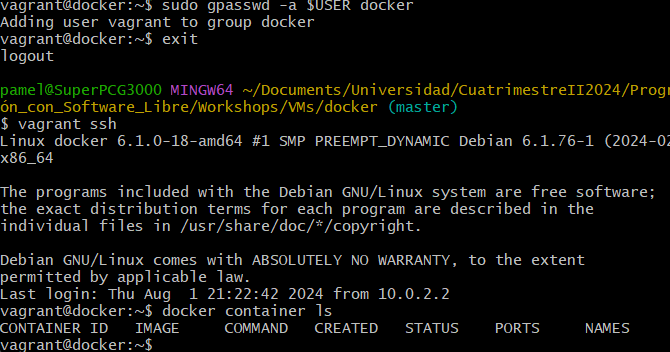 vagrant@docker:~$ sudo gpasswd -a $USER docker
Adding user vagrant to group docker
vagrant@docker:~$ exit
logout
pamel@SuperPCG3000 MINGW64 ~/Documents/Universidad/CuatrimestreII2024/Progr
ón_con_Software_Libre/Workshops/VMs/docker (master)
$ vagrant ssh
Linux docker 6.1.0-18-amd64 #1 SMP PREEMPT_DYNAMIC Debian 6.1.76-1 (2024-02
x86_64
The programs included with the Debian GNU/Linux system are free software;
the exact distribution terms for each program are described in the
individual files in /usr/share/doc/*/copyright.
Debian GNU/Linux comes with ABSOLUTELY NO WARRANTY, to the extent
permitted by applicable law.
Last login: Thu Aug  1 21:22:42 2024 from 10.0.2.2
vagrant@docker:~$ docker container ls
CONTAINER ID   IMAGE     COMMAND   CREATED   STATUS    PORTS     NAMES
vagrant@docker:~$